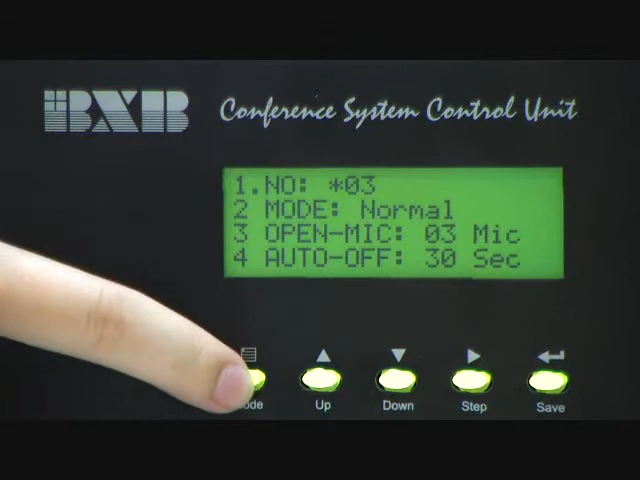 BXB
Conference System Control Unit
1.NO: *03
2 MODE: Normal
3 OPEN-MIC: 03 Mic
4 AUTO-OFF: 30 Sec
ode Up Down Step Save